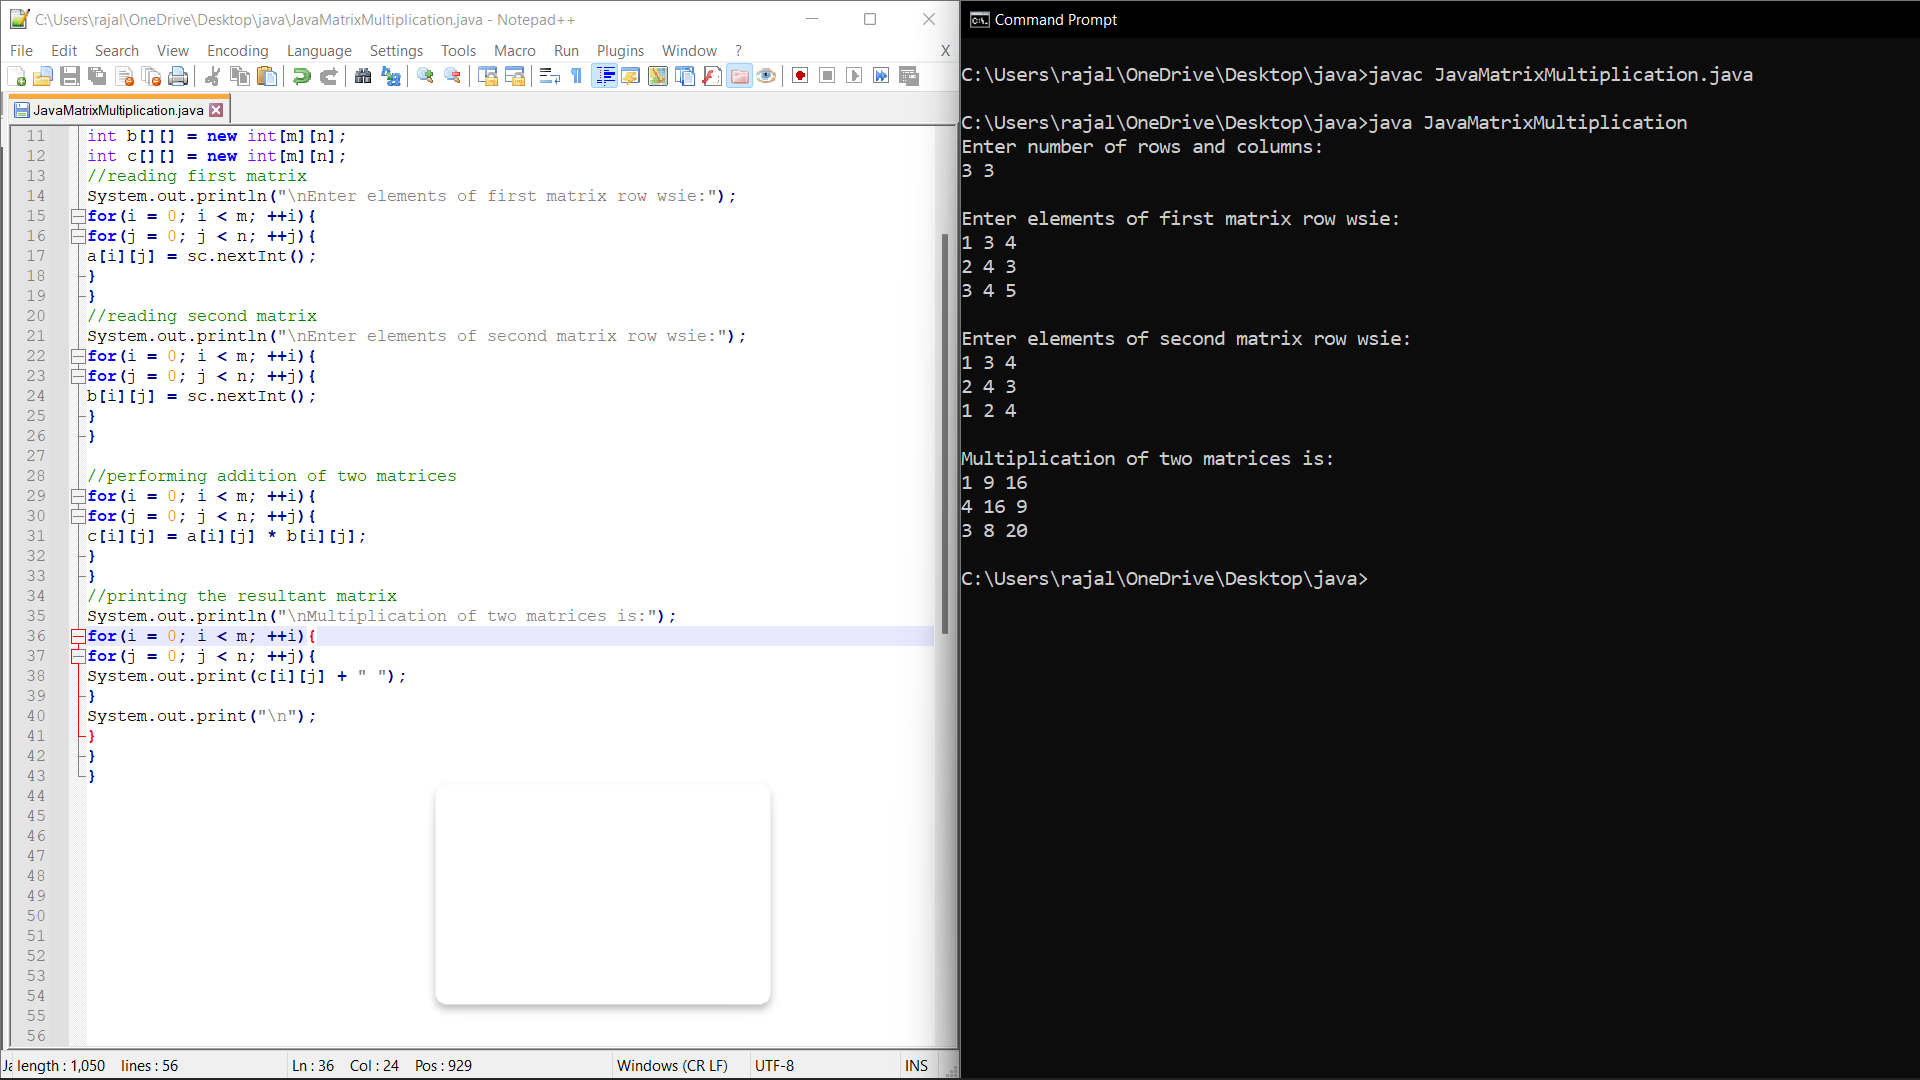 C:\Users\rajal\OneDrive\Desktop\java\JavaMatrixMultiplication.java - Notepad++
File Edit Search View Encoding Language Settings Tools Macro Run Plugins Window ? X
JavaMatrixMultiplication.java
11 int b[][] = new int[m][n];
12 int c[][] = new int[m][n];
13 //reading first matrix
14 System.out.println("\nEnter elements of first matrix row wsie:");
15 for(i = 0; i < m; ++i){
16 for(j = 0; j < n; ++j){
17 a[i][j] = sc.nextInt();
18 }
19 }
20 //reading second matrix
21 System.out.println("\nEnter elements of second matrix row wsie:");
22 for(i = 0; i < m; ++i){
23 for(j = 0; j < n; ++j){
24 b[i][j] = sc.nextInt();
25 }
26 }
27
28 //performing addition of two matrices
29 for(i = 0; i < m; ++i){
30 for(j = 0; j < n; ++j){
31 c[i][j] = a[i][j] * b[i][j];
32 }
33 }
34 //printing the resultant matrix
35 System.out.println("\nMultiplication of two matrices is:");
36 for(i = 0; i < m; ++i){
37 for(j = 0; j < n; ++j){
38 System.out.print(c[i][j] + " ");
39 }
40 System.out.print("\n");
41 }
42 }
43 }
44
45
46
47
48
49
50
51
52
53
54
55
56
Ja length : 1,050 lines : 56 Ln : 36 Col : 24 Pos : 929 Windows (CR LF) UTF-8 INS
Command Prompt
C:\Users\rajal\OneDrive\Desktop\java>javac JavaMatrixMultiplication.java
C:\Users\rajal\OneDrive\Desktop\java>java JavaMatrixMultiplication
Enter number of rows and columns:
3 3
Enter elements of first matrix row wsie:
1 3 4
2 4 3
3 4 5
Enter elements of second matrix row wsie:
1 3 4
2 4 3
1 2 4
Multiplication of two matrices is:
1 9 16
4 16 9
3 8 20
C:\Users\rajal\OneDrive\Desktop\java>